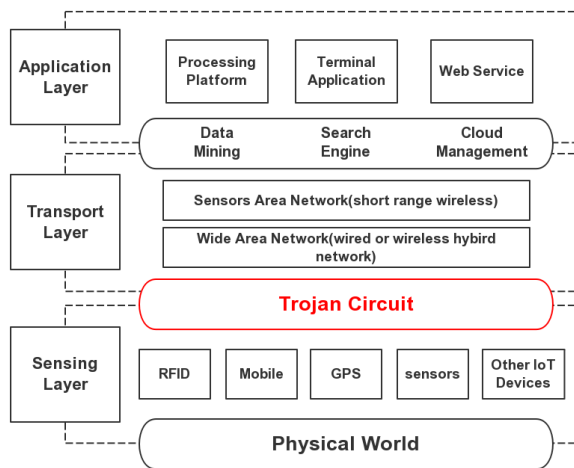 Application
Layer
Processing
Platform
Terminal
Application
Web Service
Data
Mining
Search
Engine
Cloud
Management
Transport
Layer
Sensors Area Network(short range wireless)
Wide Area Network(wired or wireless hybird
network)
Trojan Circuit
Sensing
Layer
RFID
Mobile
GPS
sensors
Other IoT
Devices
Physical World